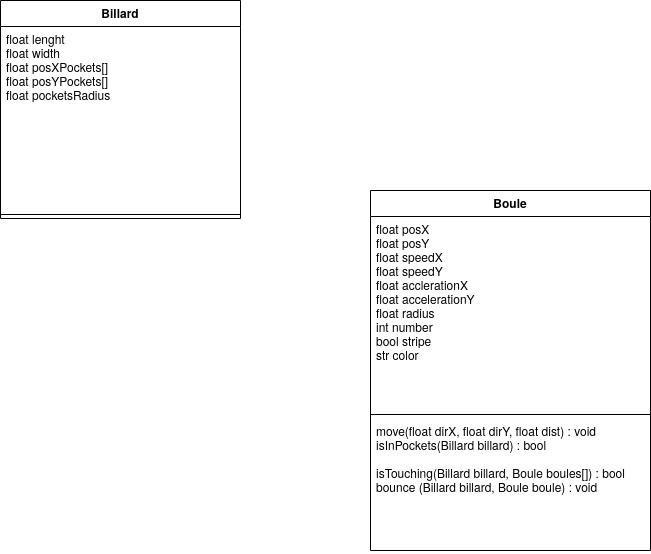 Billard
float lenght
float width
float posXPockets[]
float posYPockets[]
float pocketsRadius
Boule
float posX
float posY
float speedX
float speedY
float acclerationX
float accelerationY
float radius
int number
bool stripe
str color
move(float dirX, float dirY, float dist) : void
isInPockets(Billard billard) : bool
isTouching(Billard billard, Boule boules[]) : bool
bounce (Billard billard, Boule boule) : void